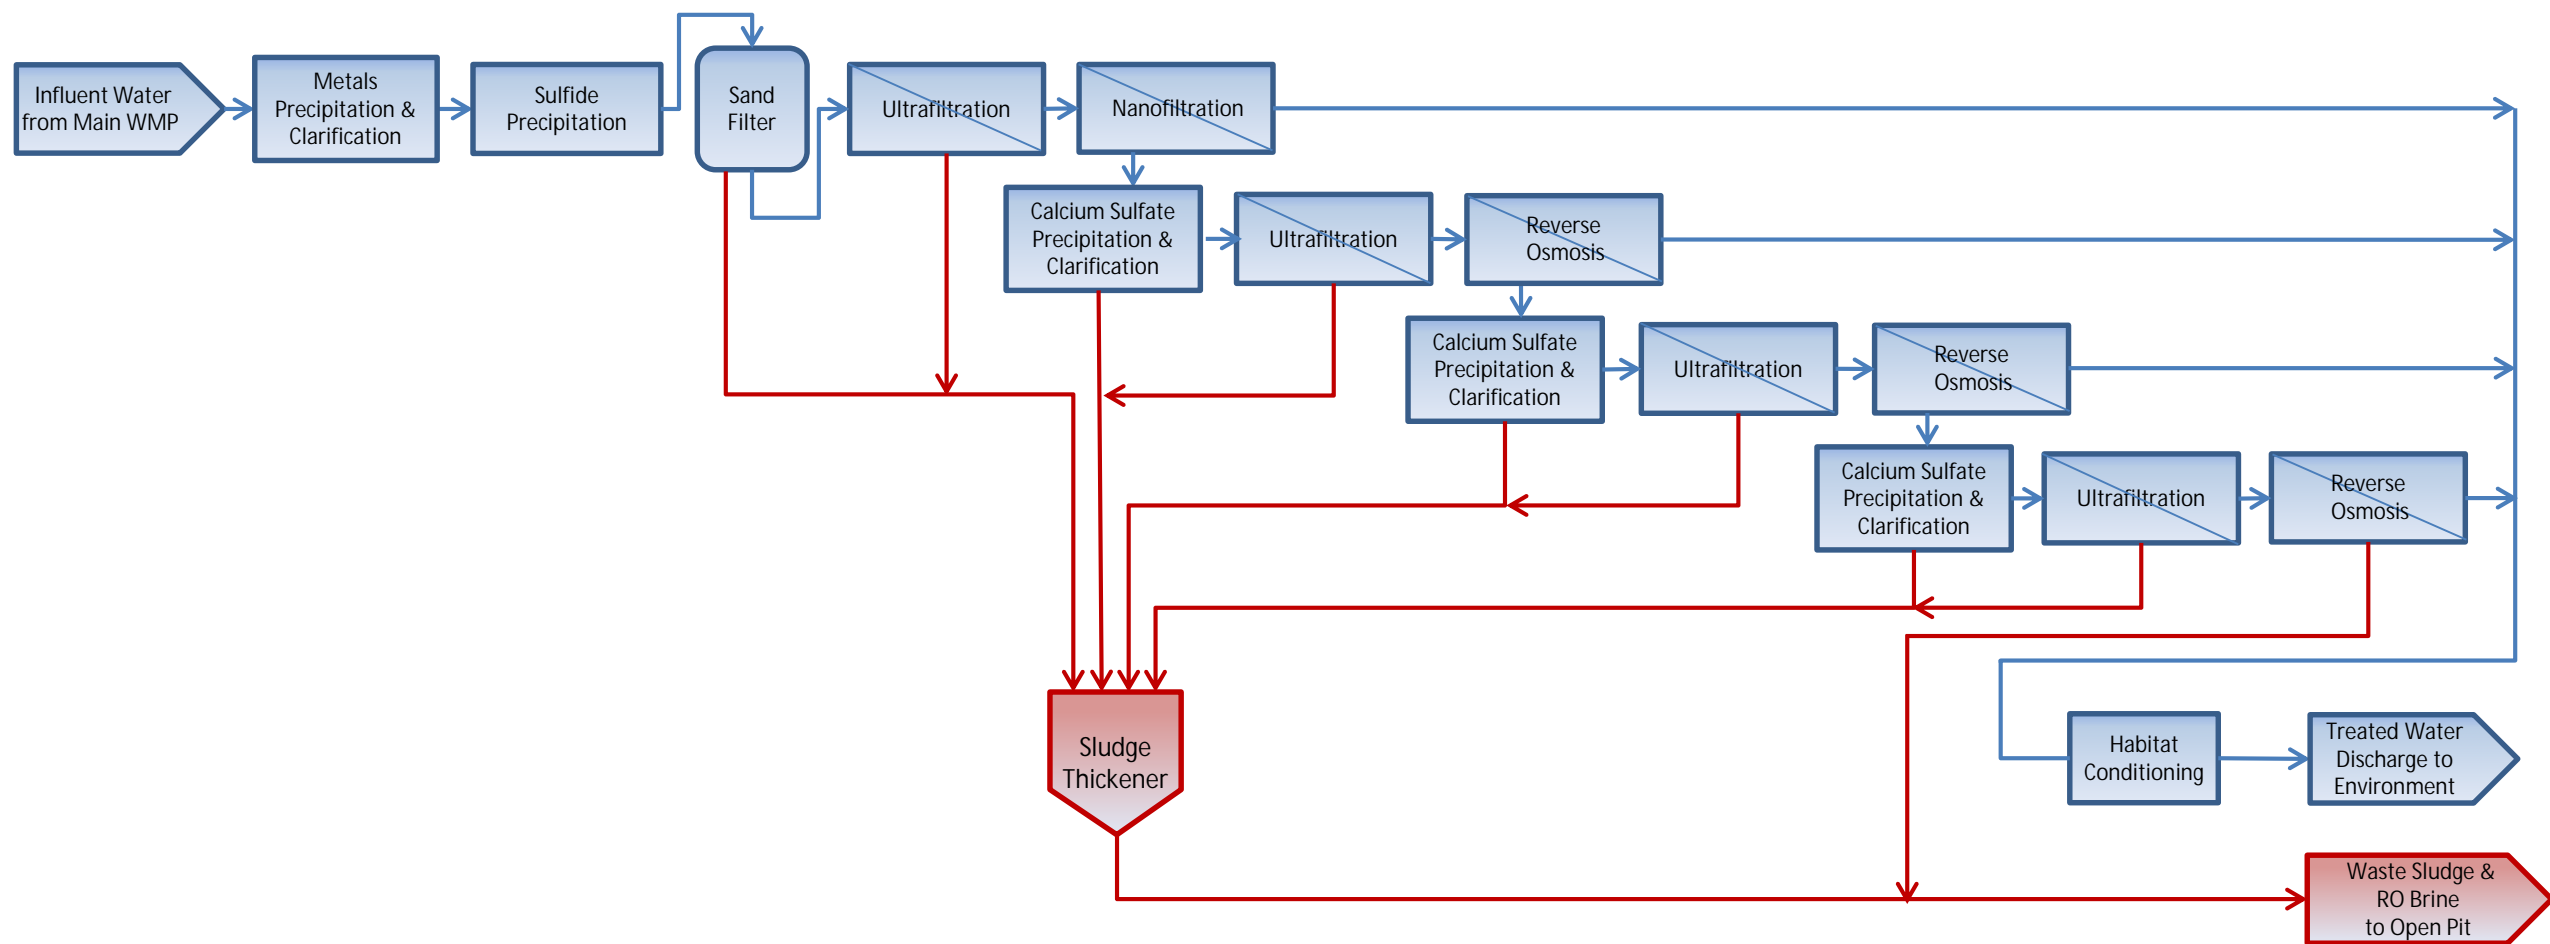 Influent Water
from Main WMP
Metals
Precipitation &
Clarification
Sulfide
Precipitation
Sand
Filter
Ultrafiltration
Nanofiltration
Calcium Sulfate
Precipitation &
Clarification
Ultrafiltration
Reverse
Osmosis
Calcium Sulfate
Precipitation &
Clarification
Ultrafiltration
Reverse
Osmosis
Calcium Sulfate
Precipitation &
Clarification
Ultrafiltration
Reverse
Osmosis
Sludge
Thickener
Habitat
Conditioning
Treated Water
Discharge to
Environment
Waste Sludge &
RO Brine
to Open Pit